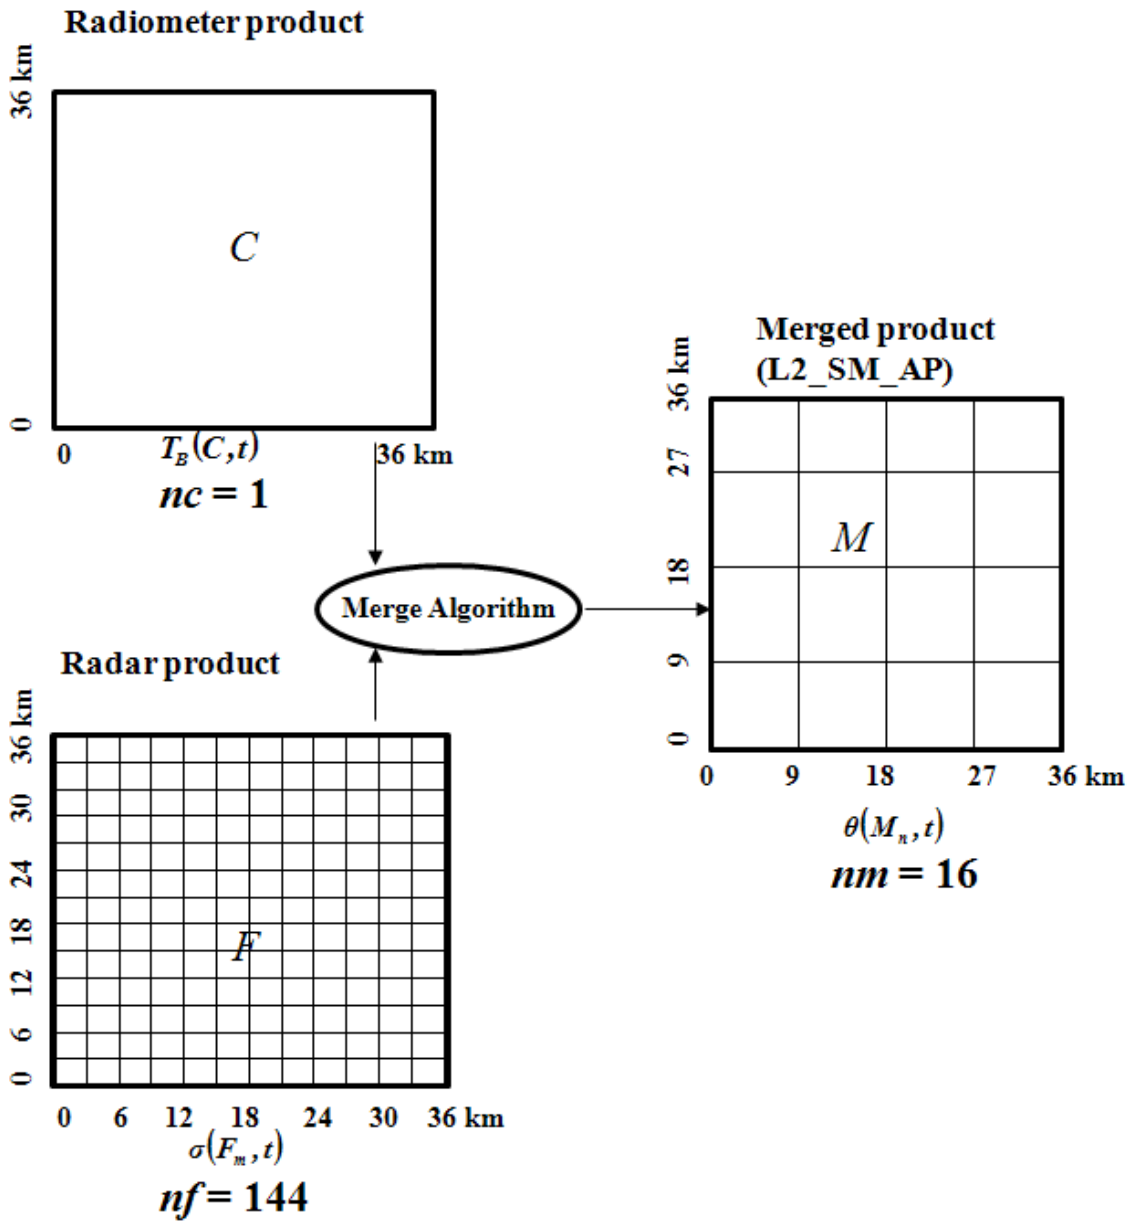 Radiometer product
36 km
C
0
0
36 km
T_B(C,t)
nc = 1
Merge Algorithm
Merged product
(L2_SM_AP)
36 km
27
18
9
0
M
0 9 18 27 36 km
θ(M_n,t)
nm = 16
Radar product
36 km
30
24
18
12
6
0
F
0 6 12 18 24 30 36 km
σ(F_m,t)
nf = 144